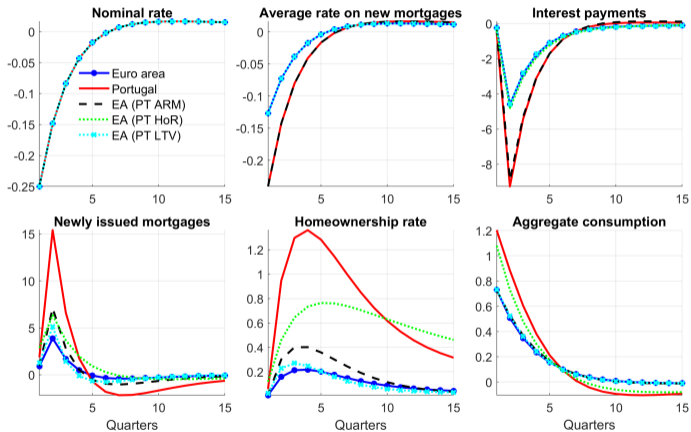 Nominal rate
0
-0.05
-0.1
-0.15
-0.2
-0.25
5 10 15
Euro area
Portugal
EA (PT ARM)
EA (PT HoR)
EA (PT LTV)
Average rate on new mortgages
0
-0.05
-0.1
-0.15
-0.2
5 10 15
Interest payments
0
-2
-4
-6
-8
5 10 15
Newly issued mortgages
15
10
5
0
5 10 15
Quarters
Homeownership rate
1.2
1
0.8
0.6
0.4
0.2
5 10 15
Quarters
Aggregate consumption
1.2
1
0.8
0.6
0.4
0.2
0
5 10 15
Quarters